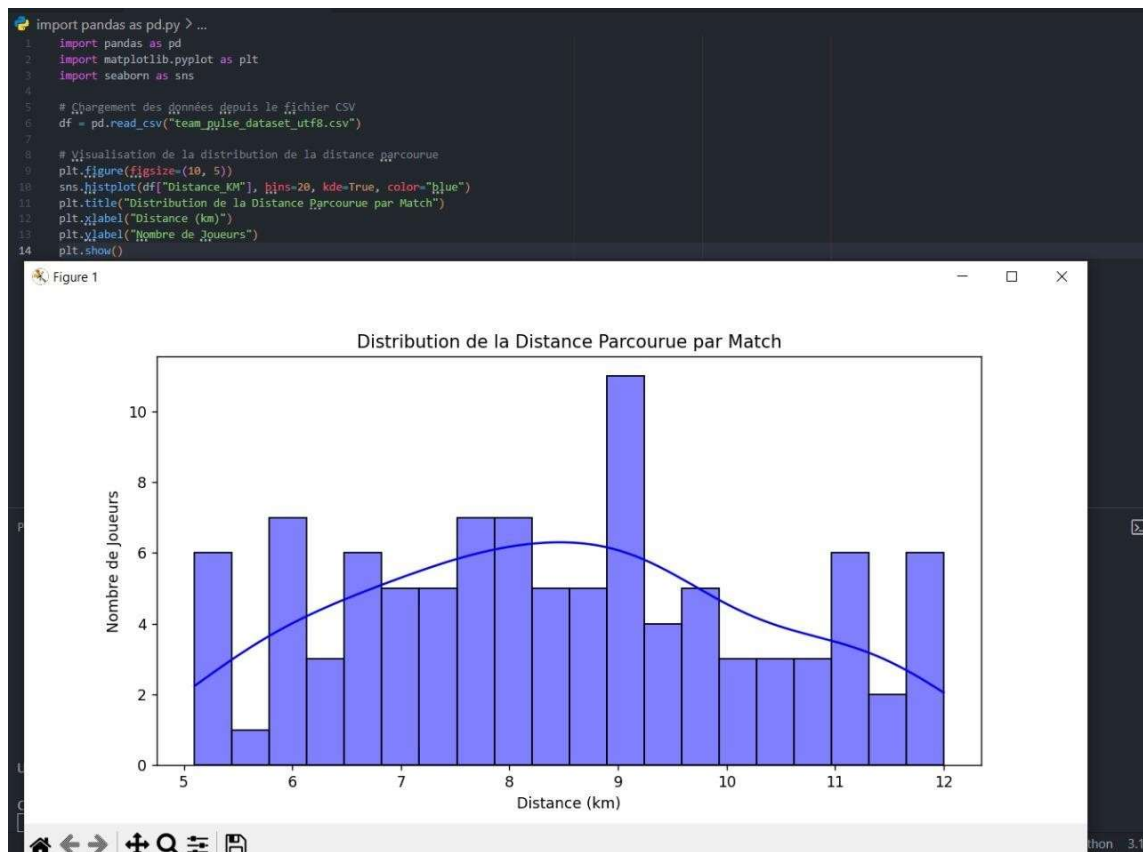 import pandas as pd.py > ...
1 import pandas as pd
2 import matplotlib.pyplot as plt
3 import seaborn as sns
4
5 # Chargement des données depuis le fichier CSV
6 df = pd.read_csv("team_pulse_dataset_utf8.csv")
7
8 # Visualisation de la distribution de la distance parcourue
9 plt.figure(figsize=(10, 5))
10 sns.histplot(df["Distance_KM"], bins=20, kde=True, color="blue")
11 plt.title("Distribution de la Distance Parcourue par Match")
12 plt.xlabel("Distance (km)")
13 plt.ylabel("Nombre de Joueurs")
14 plt.show()
Figure 1
Distribution de la Distance Parcourue par Match
Nombre de Joueurs
10
8
6
4
2
0
5 6 7 8 9 10 11 12
Distance (km)